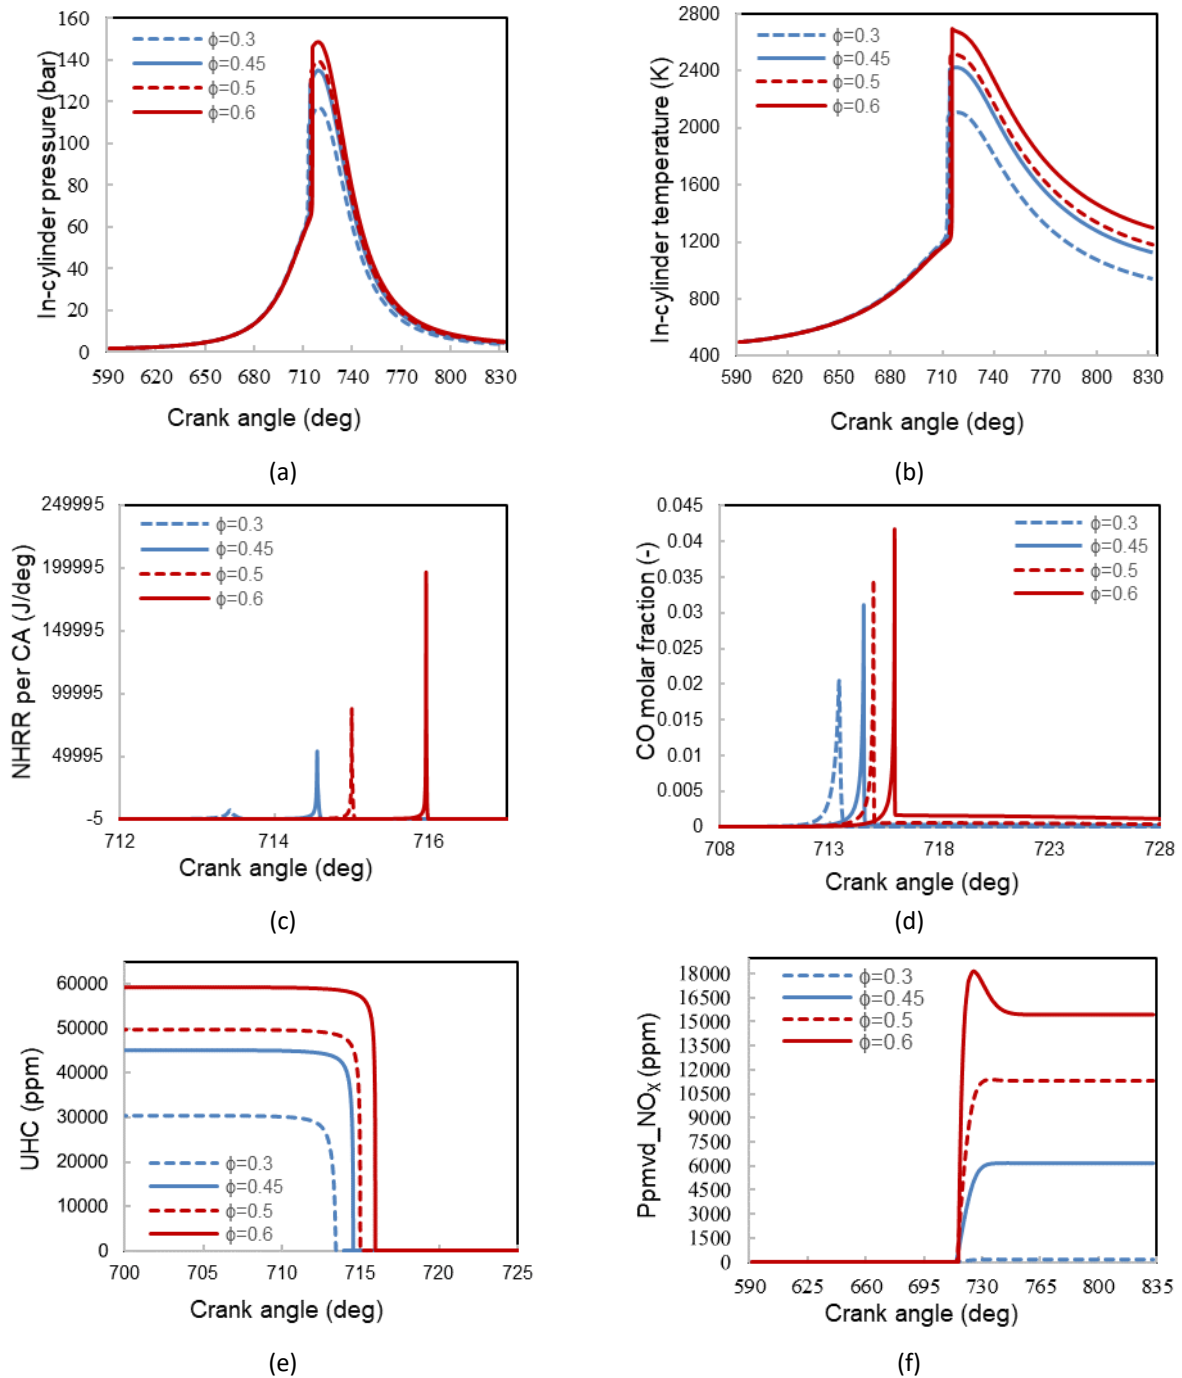 In-cylinder pressure (bar)
160
140
120
100
80
60
40
20
0
590 620 650 680 710 740 770 800 830
Crank angle (deg)
ϕ=0.3
ϕ=0.45
ϕ=0.5
ϕ=0.6
(a)
In-cylinder temperature (K)
2800
2400
2000
1600
1200
800
400
590 620 650 680 710 740 770 800 830
Crank angle (deg)
ϕ=0.3
ϕ=0.45
ϕ=0.5
ϕ=0.6
(b)
NHRR per CA (J/deg)
249995
199995
149995
99995
49995
-5
712 714 716
Crank angle (deg)
ϕ=0.3
ϕ=0.45
ϕ=0.5
ϕ=0.6
(c)
CO molar fraction (-)
0.045
0.04
0.035
0.03
0.025
0.02
0.015
0.01
0.005
0
708 713 718 723 728
Crank angle (deg)
ϕ=0.3
ϕ=0.45
ϕ=0.5
ϕ=0.6
(d)
UHC (ppm)
60000
50000
40000
30000
20000
10000
0
700 705 710 715 720 725
Crank angle (deg)
ϕ=0.3
ϕ=0.45
ϕ=0.5
ϕ=0.6
(e)
Ppmvd_NOX (ppm)
18000
16500
15000
13500
12000
10500
9000
7500
6000
4500
3000
1500
0
590 625 660 695 730 765 800 835
Crank angle (deg)
ϕ=0.3
ϕ=0.45
ϕ=0.5
ϕ=0.6
(f)